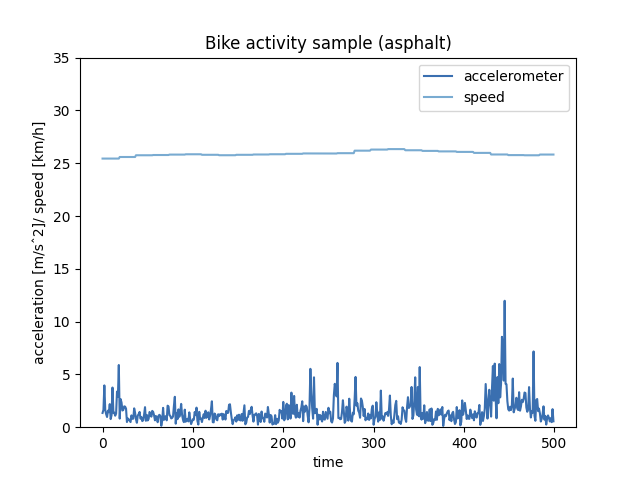 Bike activity sample (asphalt)
accelerometer
speed
acceleration [m/sˆ2]/ speed [km/h]
35
30
25
20
15
10
5
0
0 100 200 300 400 500
time